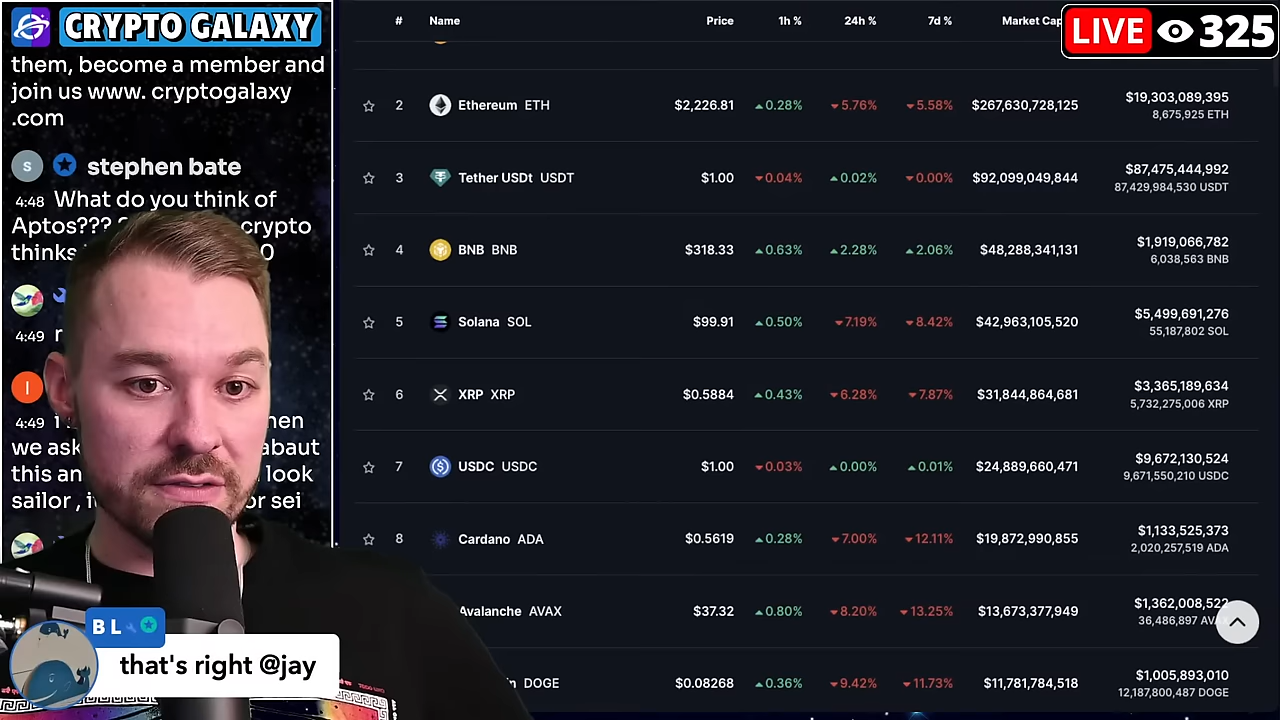 CRYPTO GALAXY
them, become a member and
join us www. cryptogalaxy
.com
s stephen bate
4:48 What do you think of
Aptos??? crypto
thinks 0
4:49 r
I
4:49 hen
we ask abaut
this an look
sailor , or sei
B L
that's right @jay
# Name Price 1h % 24h % 7d % Market Cap
LIVE 325
2 Ethereum ETH $2,226.81 0.28% 5.76% 5.58% $267,630,728,125 $19,303,089,395
8,675,925 ETH
3 Tether USDt USDT $1.00 0.04% 0.02% 0.00% $92,099,049,844 $87,475,444,992
87,429,984,530 USDT
4 BNB BNB $318.33 0.63% 2.28% 2.06% $48,288,341,131 $1,919,066,782
6,038,563 BNB
5 Solana SOL $99.91 0.50% 7.19% 8.42% $42,963,105,520 $5,499,691,276
55,187,802 SOL
6 XRP XRP $0.5884 0.43% 6.28% 7.87% $31,844,864,681 $3,365,189,634
5,732,275,006 XRP
7 USDC USDC $1.00 0.03% 0.00% 0.01% $24,889,660,471 $9,672,130,524
9,671,550,210 USDC
8 Cardano ADA $0.5619 0.28% 7.00% 12.11% $19,872,990,855 $1,133,525,373
2,020,257,519 ADA
Avalanche AVAX $37.32 0.80% 8.20% 13.25% $13,673,377,949 $1,362,008,522
36,486,897 AVAX
DOGE $0.08268 0.36% 9.42% 11.73% $11,781,784,518 $1,005,893,010
12,187,800,487 DOGE